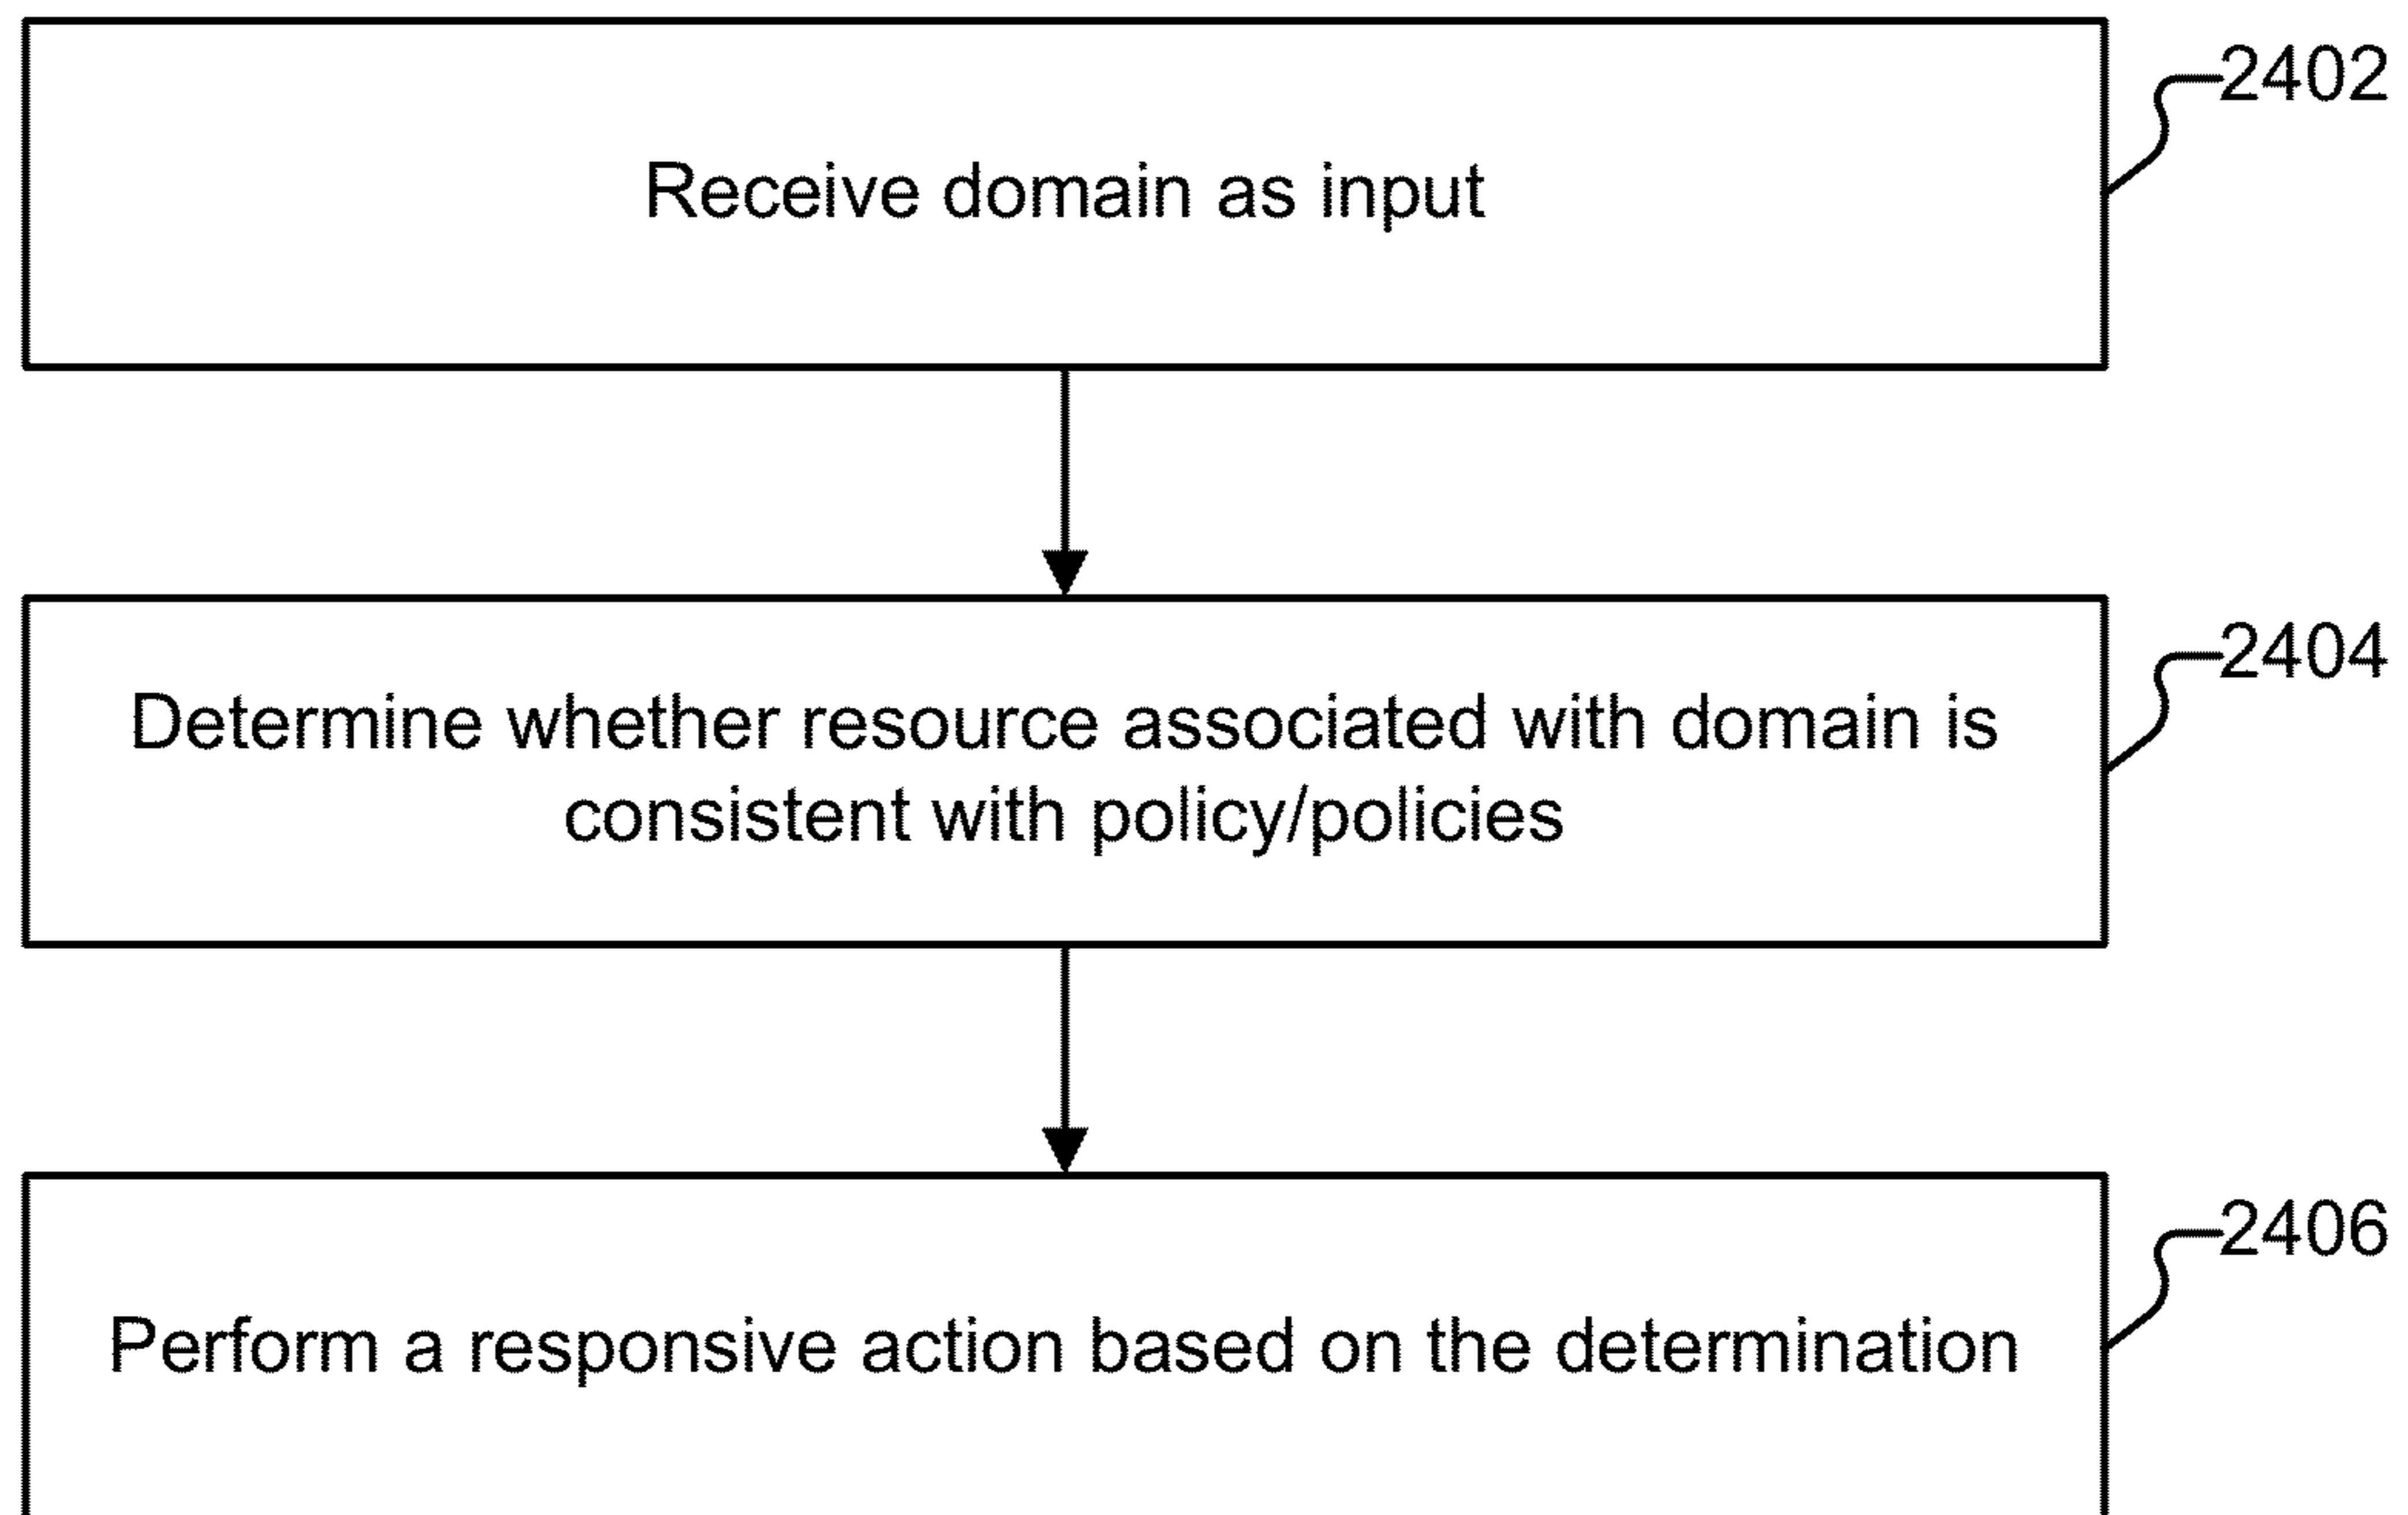 Receive domain as input
2402
Determine whether resource associated with domain is
consistent with policy/policies
2404
Perform a responsive action based on the determination
2406